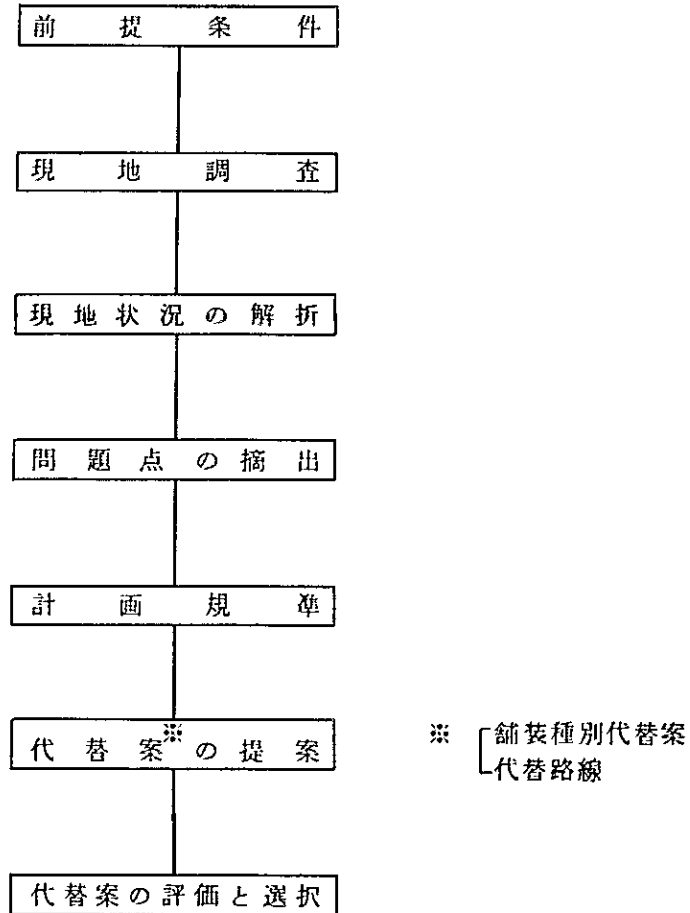 前提条件
現地調査
現地状況の解折
問題点の摘出
計画規準
代替案※の提案
※ 舗装種別代替案
代替路線
代替案の評価と選択